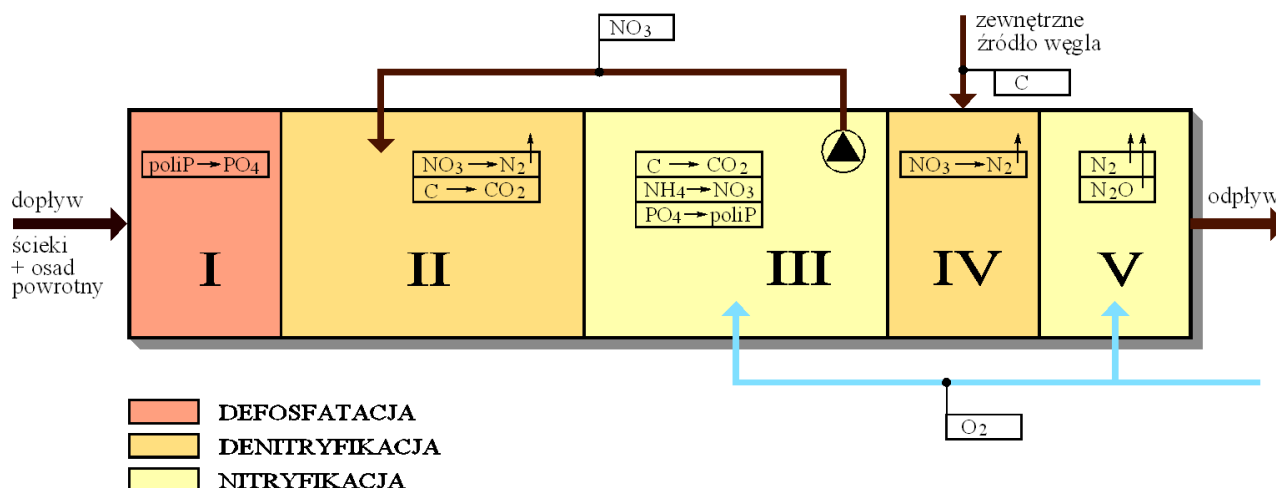 NO₃
zewnętrzne
źródło węgla
C
poliP→PO₄
NO₃→N₂↑
C→CO₂
C→CO₂
NH₄→NO₃
PO₄→poliP
NO₃→N₂↑
N₂↑
N₂O↑
dopływ
ścieki
+ osad
powrotny
odpływ
I
II
III
IV
V
O₂
DEFOSFATACJA
DENITRYFIKACJA
NITRYFIKACJA